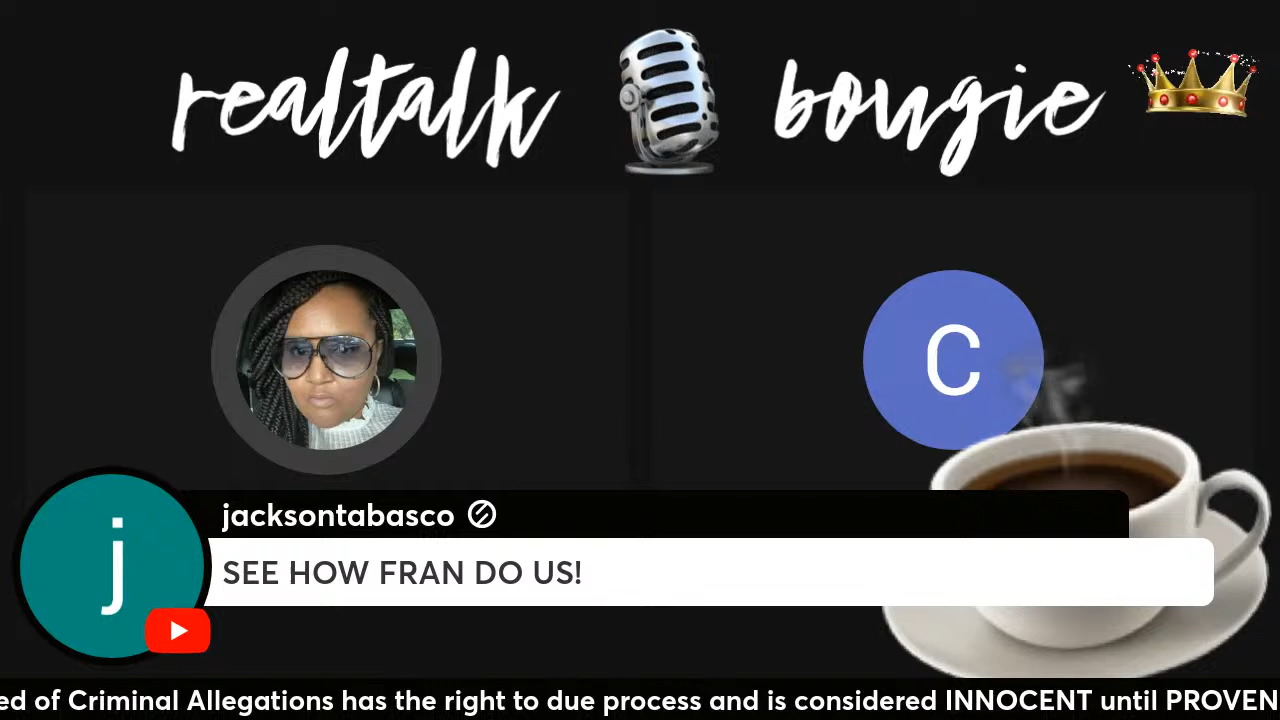 realtalk bougie
C
j
jacksontabasco
SEE HOW FRAN DO US!
ed of Criminal Allegations has the right to due process and is considered INNOCENT until PROVEN